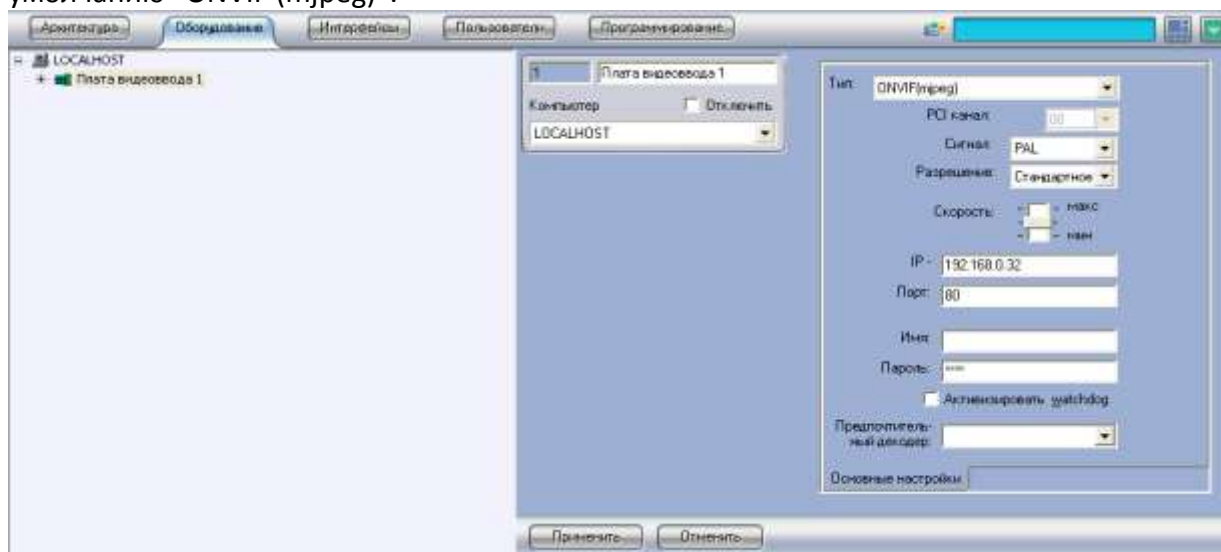 умолчанию "ONVIF(mjpeg)".
Архитектура Оборудование Интерфейсы Пользователи Программирование
LOCALHOST
Плата видеоввода 1
1 Плата видеоввода 1
Компьютер Отключить
LOCALHOST
Тип: ONVIF(mjpeg)
PCI канал: 00
Сигнал: PAL
Разрешение: Стандартное
Скорость: макс
мин
IP - 192.168.0.32
Порт: 80
Имя:
Пароль: ****
Активизировать watchdog
Предпочтитель-
ный декодер:
Основные настройки
Применить Отменить